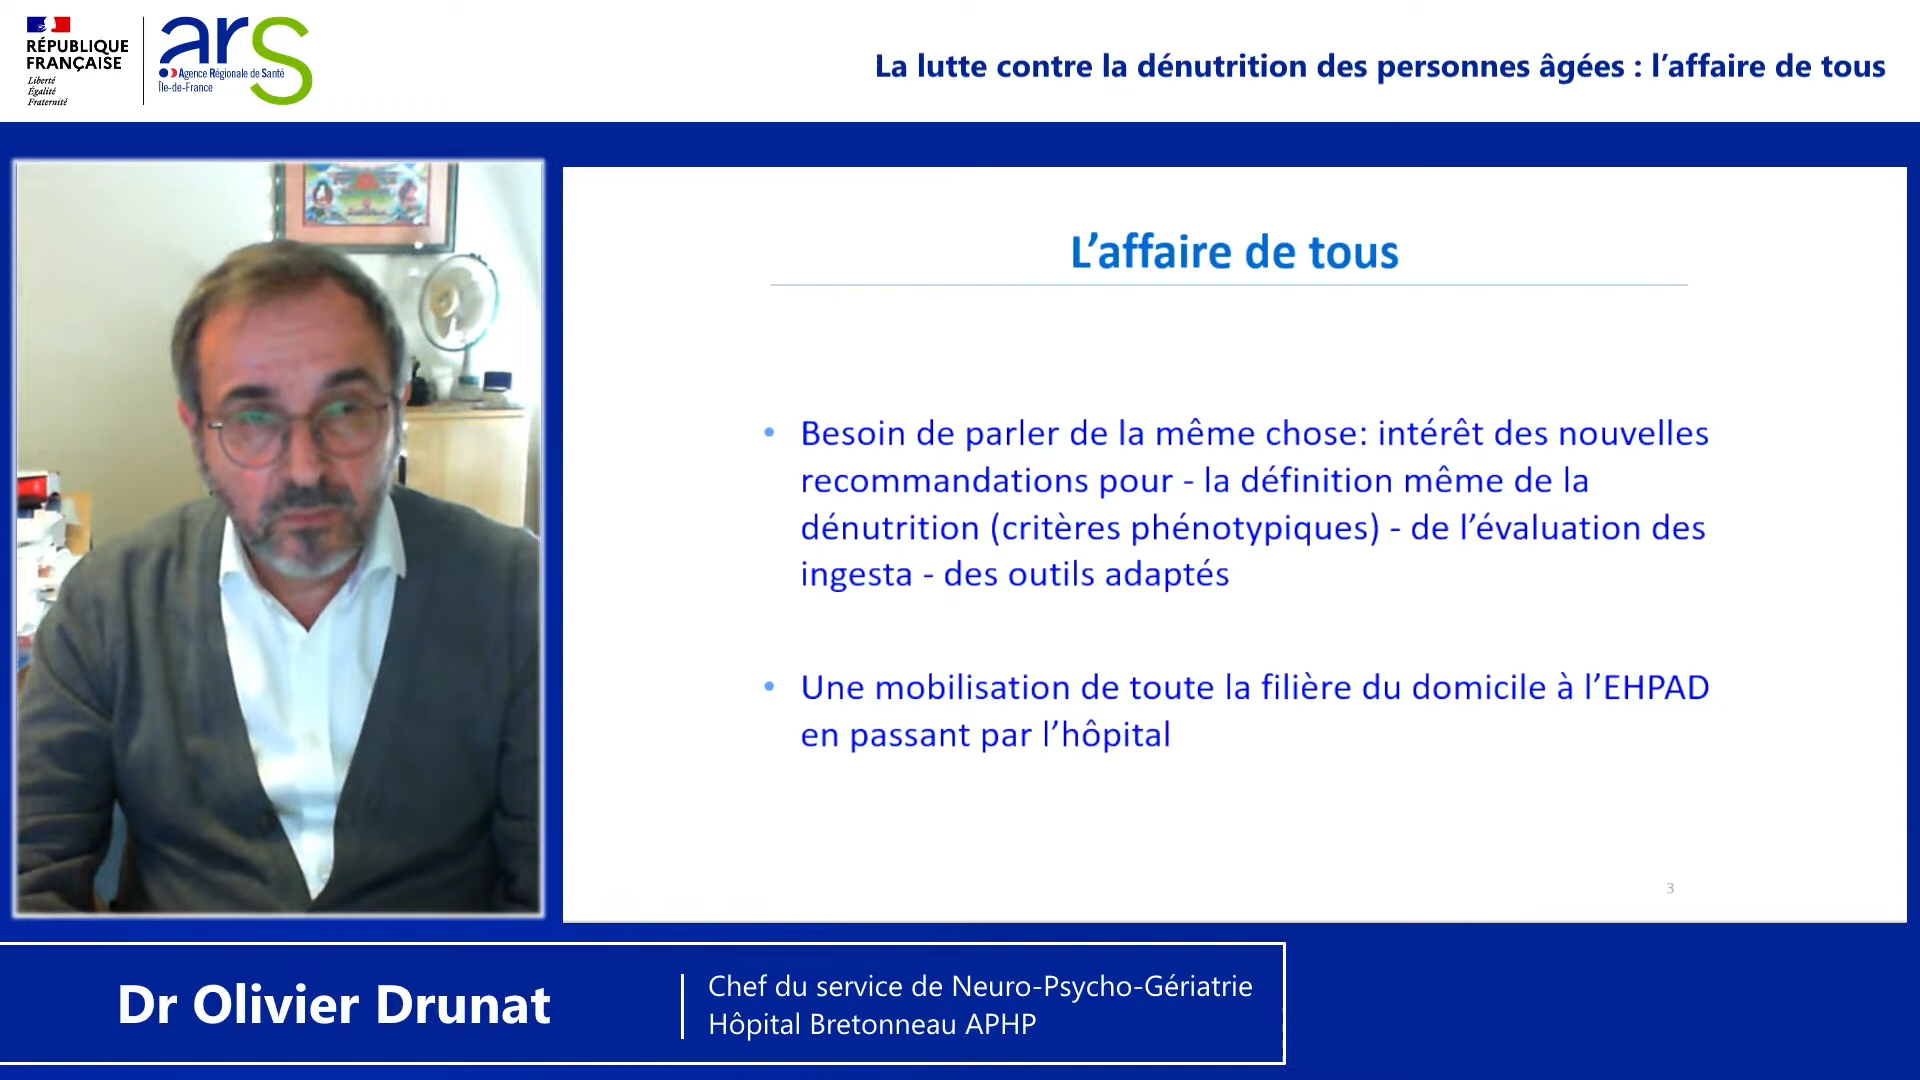 RÉPUBLIQUE
FRANÇAISE
Liberté
Égalité
Fraternité
ars
Agence Régionale de Santé
Île-de-France
La lutte contre la dénutrition des personnes âgées : l’affaire de tous
L’affaire de tous
• Besoin de parler de la même chose: intérêt des nouvelles
recommandations pour - la définition même de la
dénutrition (critères phénotypiques) - de l’évaluation des
ingesta - des outils adaptés
• Une mobilisation de toute la filière du domicile à l’EHPAD
en passant par l’hôpital
3
Dr Olivier Drunat
Chef du service de Neuro-Psycho-Gériatrie
Hôpital Bretonneau APHP